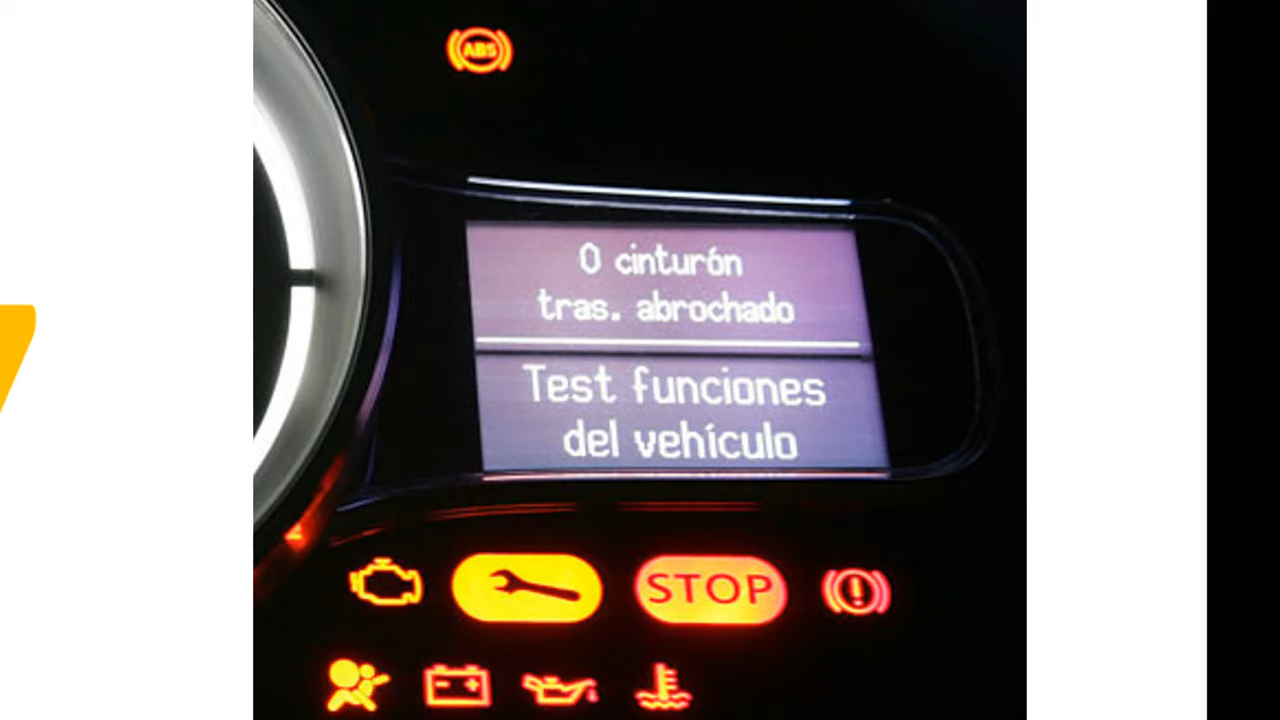 ABS
0 cinturón
tras. abrochado
Test funciones
del vehículo
STOP